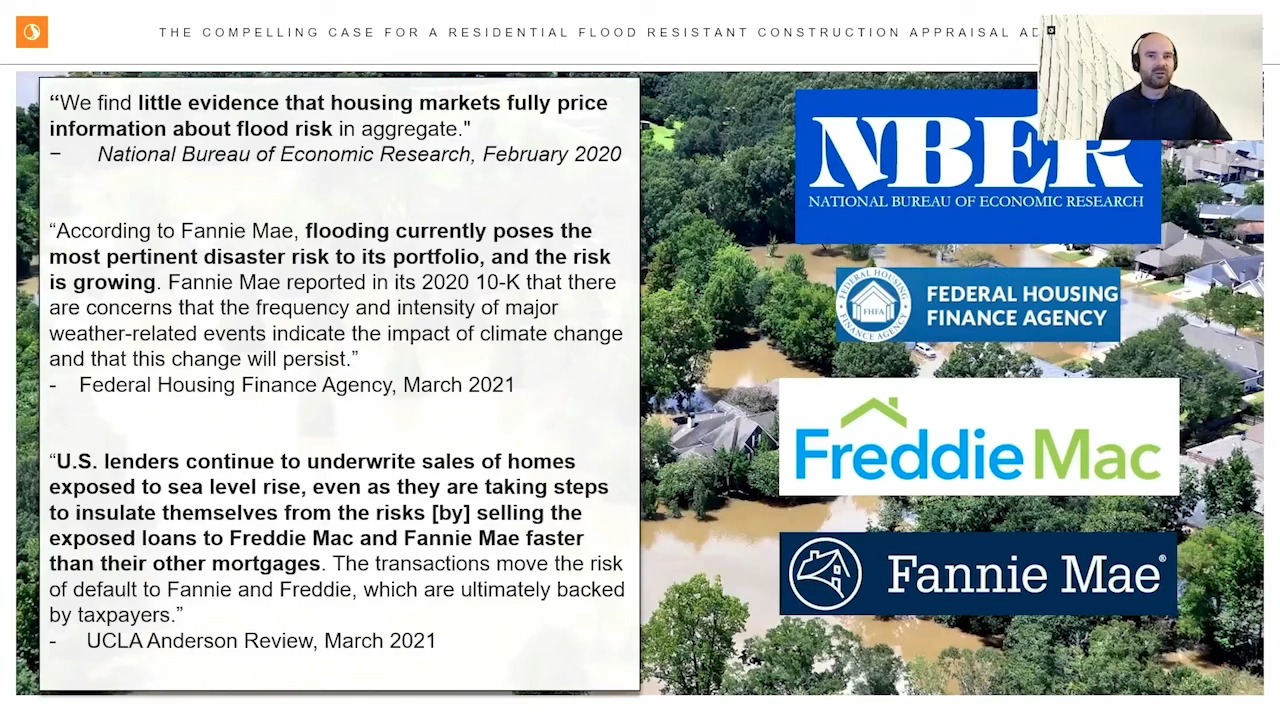 THE COMPELLING CASE FOR A RESIDENTIAL FLOOD RESISTANT CONSTRUCTION APPRAISAL
“We find little evidence that housing markets fully price
information about flood risk in aggregate."
– National Bureau of Economic Research, February 2020
“According to Fannie Mae, flooding currently poses the
most pertinent disaster risk to its portfolio, and the risk
is growing. Fannie Mae reported in its 2020 10-K that there
are concerns that the frequency and intensity of major
weather-related events indicate the impact of climate change
and that this change will persist.”
- Federal Housing Finance Agency, March 2021
“U.S. lenders continue to underwrite sales of homes
exposed to sea level rise, even as they are taking steps
to insulate themselves from the risks [by] selling the
exposed loans to Freddie Mac and Fannie Mae faster
than their other mortgages. The transactions move the risk
of default to Fannie and Freddie, which are ultimately backed
by taxpayers.”
- UCLA Anderson Review, March 2021
NBER
NATIONAL BUREAU OF ECONOMIC RESEARCH
FEDERAL HOUSING FINANCE AGENCY
FHFA
FEDERAL HOUSING
FINANCE AGENCY
Freddie Mac
Fannie Mae®